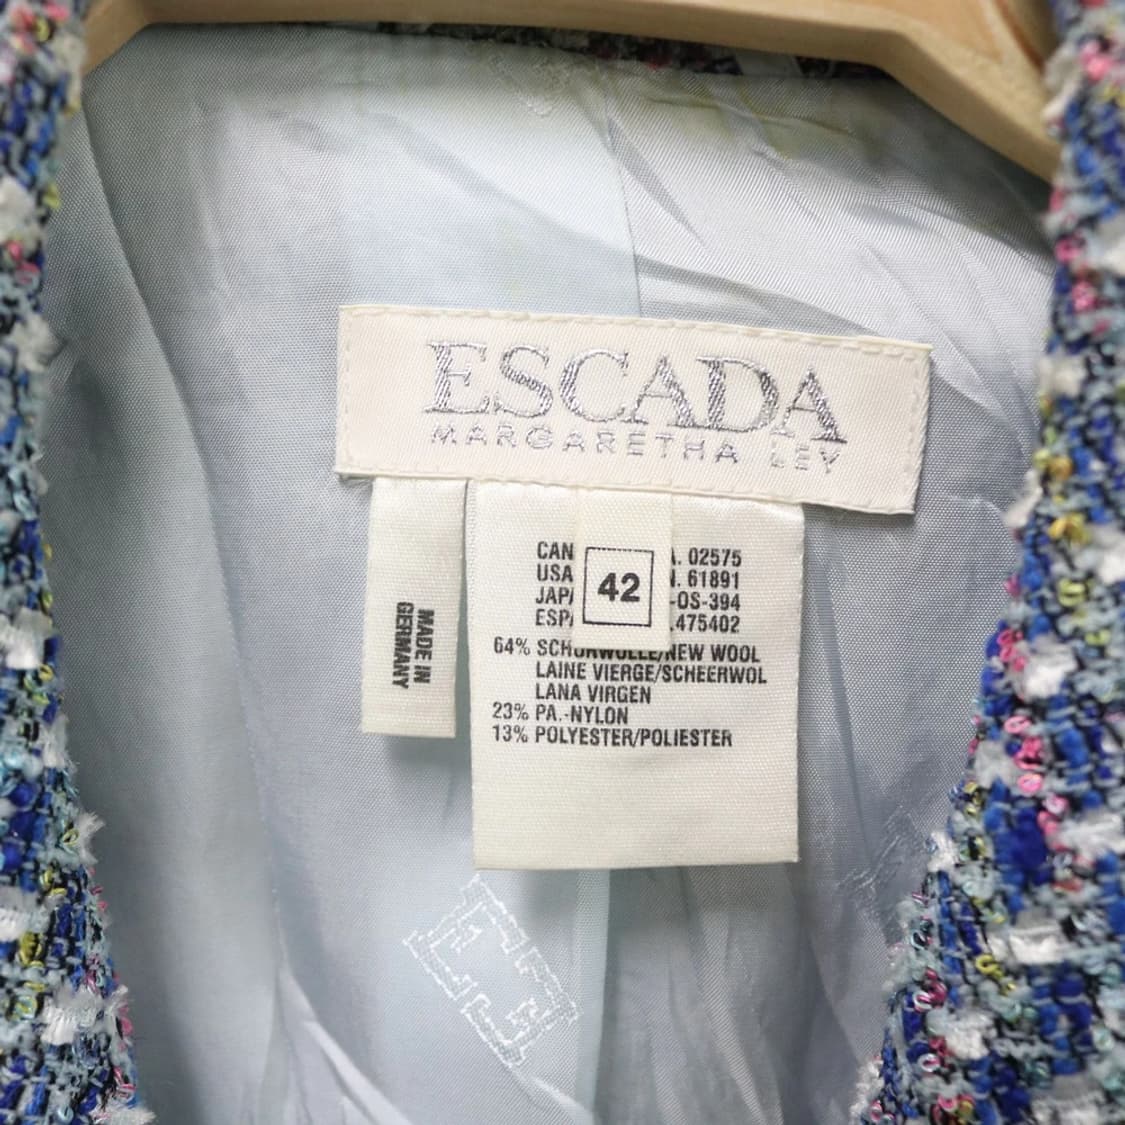 ESCADA
MARGARETHA LEY
MADE IN
GERMANY
42
CAN A. 02575
USA N. 61891
JAP -OS-394
ESP .475402
64% SCHURWOLLE/NEW WOOL
LAINE VIERGE/SCHEERWOL
LANA VIRGEN
23% PA.-NYLON
13% POLYESTER/POLIESTER